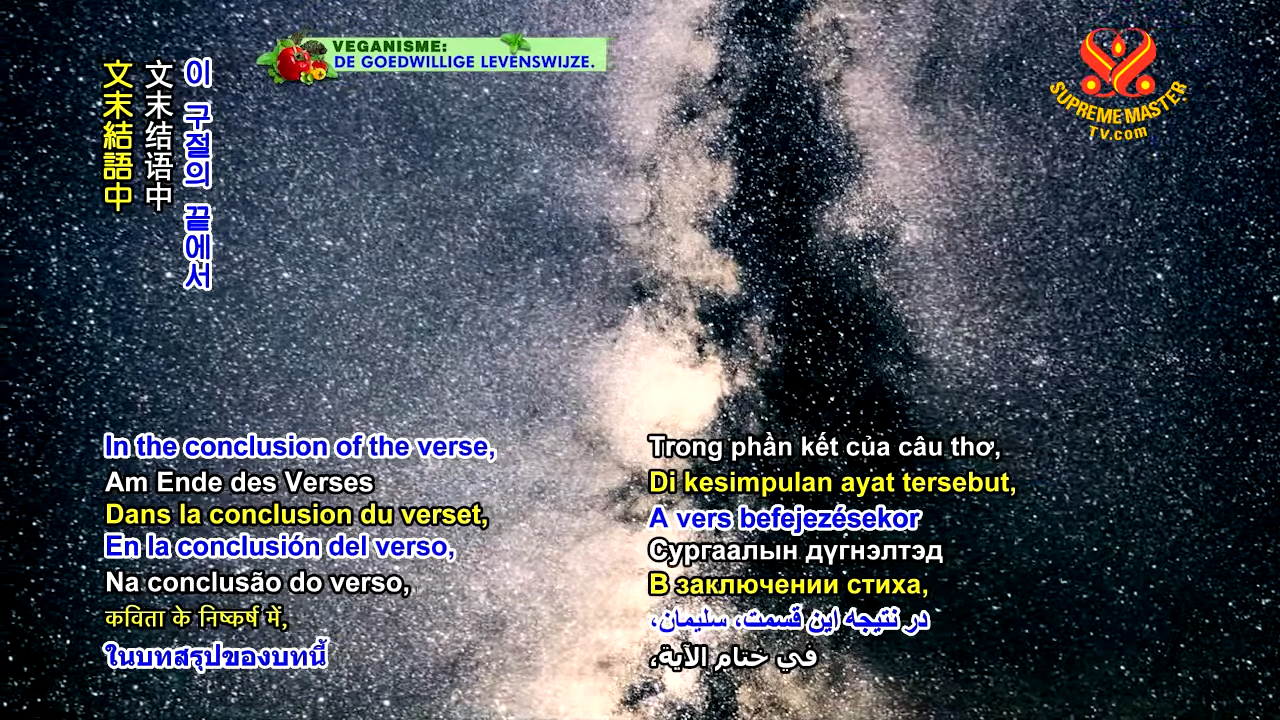 VEGANISME:
DE GOEDWILLIGE LEVENSWIJZE.
SUPREME MASTER
TV.com
이 구절의 끝에서
文末结语中
文末結語中
In the conclusion of the verse,
Am Ende des Verses
Dans la conclusion du verset,
En la conclusión del verso,
Na conclusão do verso,
कविता के निष्कर्ष में,
ในบทสรุปของบทนี้
Trong phần kết của câu thơ,
Di kesimpulan ayat tersebut,
A vers befejezésekor
Сургаалын дүгнэлтэд
В заключении стиха,
در نتیجه این قسمت، سلیمان،
في ختام الآية،